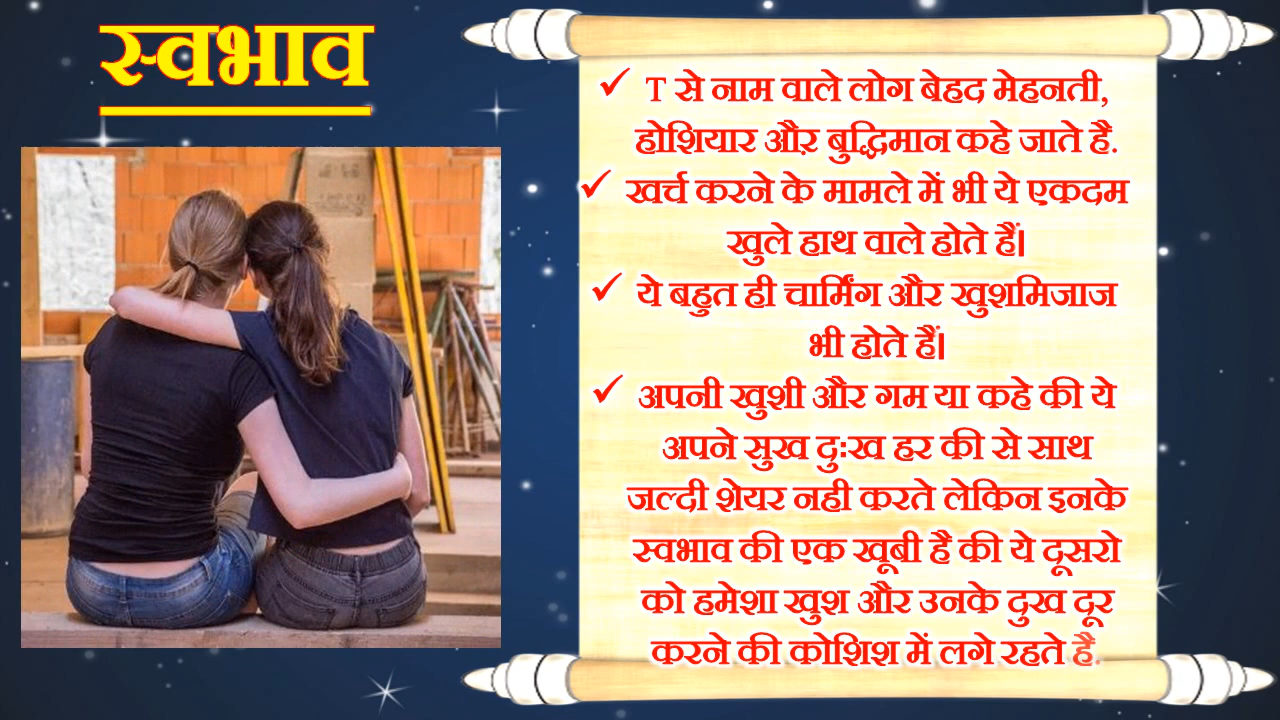 स्वभाव
✓ T से नाम वाले लोग बेहद मेहनती,
होशियार औऱ बुद्धिमान कहे जाते है.
✓ खर्च करने के मामले में भी ये एकदम
खुले हाथ वाले होते हैं।
✓ ये बहुत ही चार्मिंग और खुशमिजाज
भी होते हैं।
✓ अपनी खुशी और गम या कहे की ये
अपने सुख दुःख हर की से साथ
जल्दी शेयर नही करते लेकिन इनके
स्वभाव की एक खूबी है की ये दूसरो
को हमेशा खुश और उनके दुख दूर
करने की कोशिश में लगे रहते है.